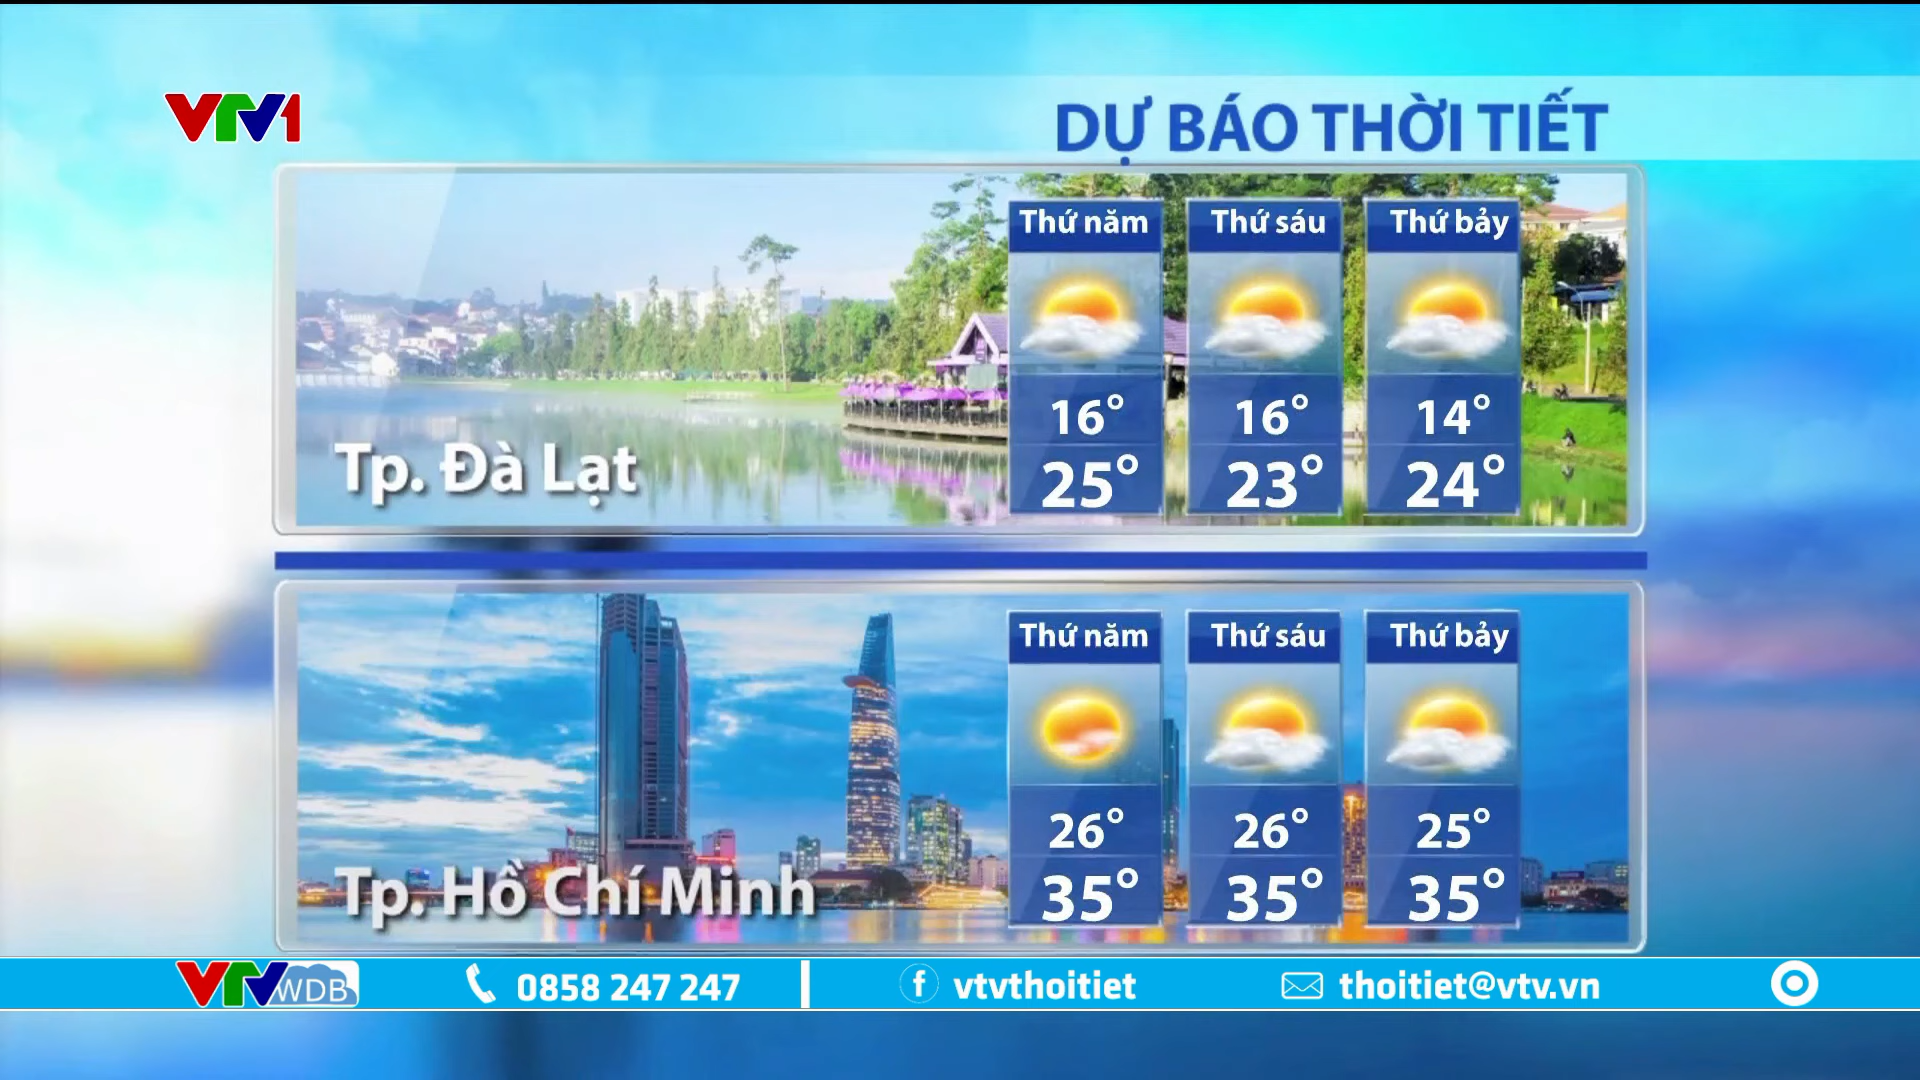 VTV1
DỰ BÁO THỜI TIẾT
Thứ năm Thứ sáu Thứ bảy
16° 16° 14°
25° 23° 24°
Tp. Đà Lạt
Thứ năm Thứ sáu Thứ bảy
26° 26° 25°
35° 35° 35°
Tp. Hồ Chí Minh
VTV WDB 0858 247 247 f vtvthoitiet thoitiet@vtv.vn